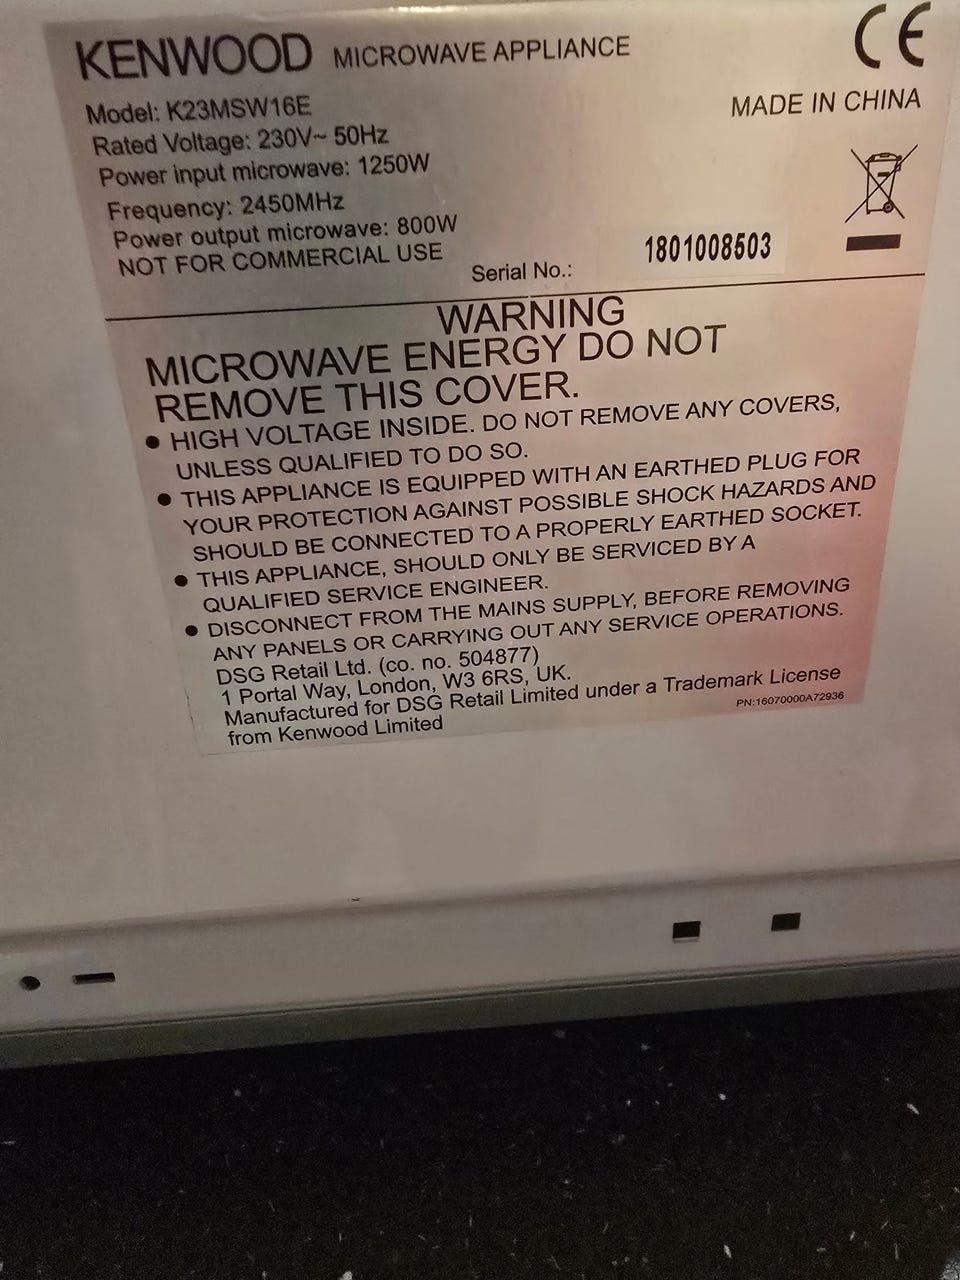 KENWOOD MICROWAVE APPLIANCE
CE
Model: K23MSW16E
MADE IN CHINA
Rated Voltage: 230V~ 50Hz
Power input microwave: 1250W
Frequency: 2450MHz
Power output microwave: 800W
NOT FOR COMMERCIAL USE
Serial No.: 1801008503
WARNING
MICROWAVE ENERGY DO NOT
REMOVE THIS COVER.
● HIGH VOLTAGE INSIDE. DO NOT REMOVE ANY COVERS,
UNLESS QUALIFIED TO DO SO.
● THIS APPLIANCE IS EQUIPPED WITH AN EARTHED PLUG FOR
YOUR PROTECTION AGAINST POSSIBLE SHOCK HAZARDS AND
SHOULD BE CONNECTED TO A PROPERLY EARTHED SOCKET.
● THIS APPLIANCE, SHOULD ONLY BE SERVICED BY A
QUALIFIED SERVICE ENGINEER.
● DISCONNECT FROM THE MAINS SUPPLY, BEFORE REMOVING
ANY PANELS OR CARRYING OUT ANY SERVICE OPERATIONS.
DSG Retail Ltd. (co. no. 504877)
1 Portal Way, London, W3 6RS, UK.
Manufactured for DSG Retail Limited under a Trademark License
from Kenwood Limited
PN:16070000A72936